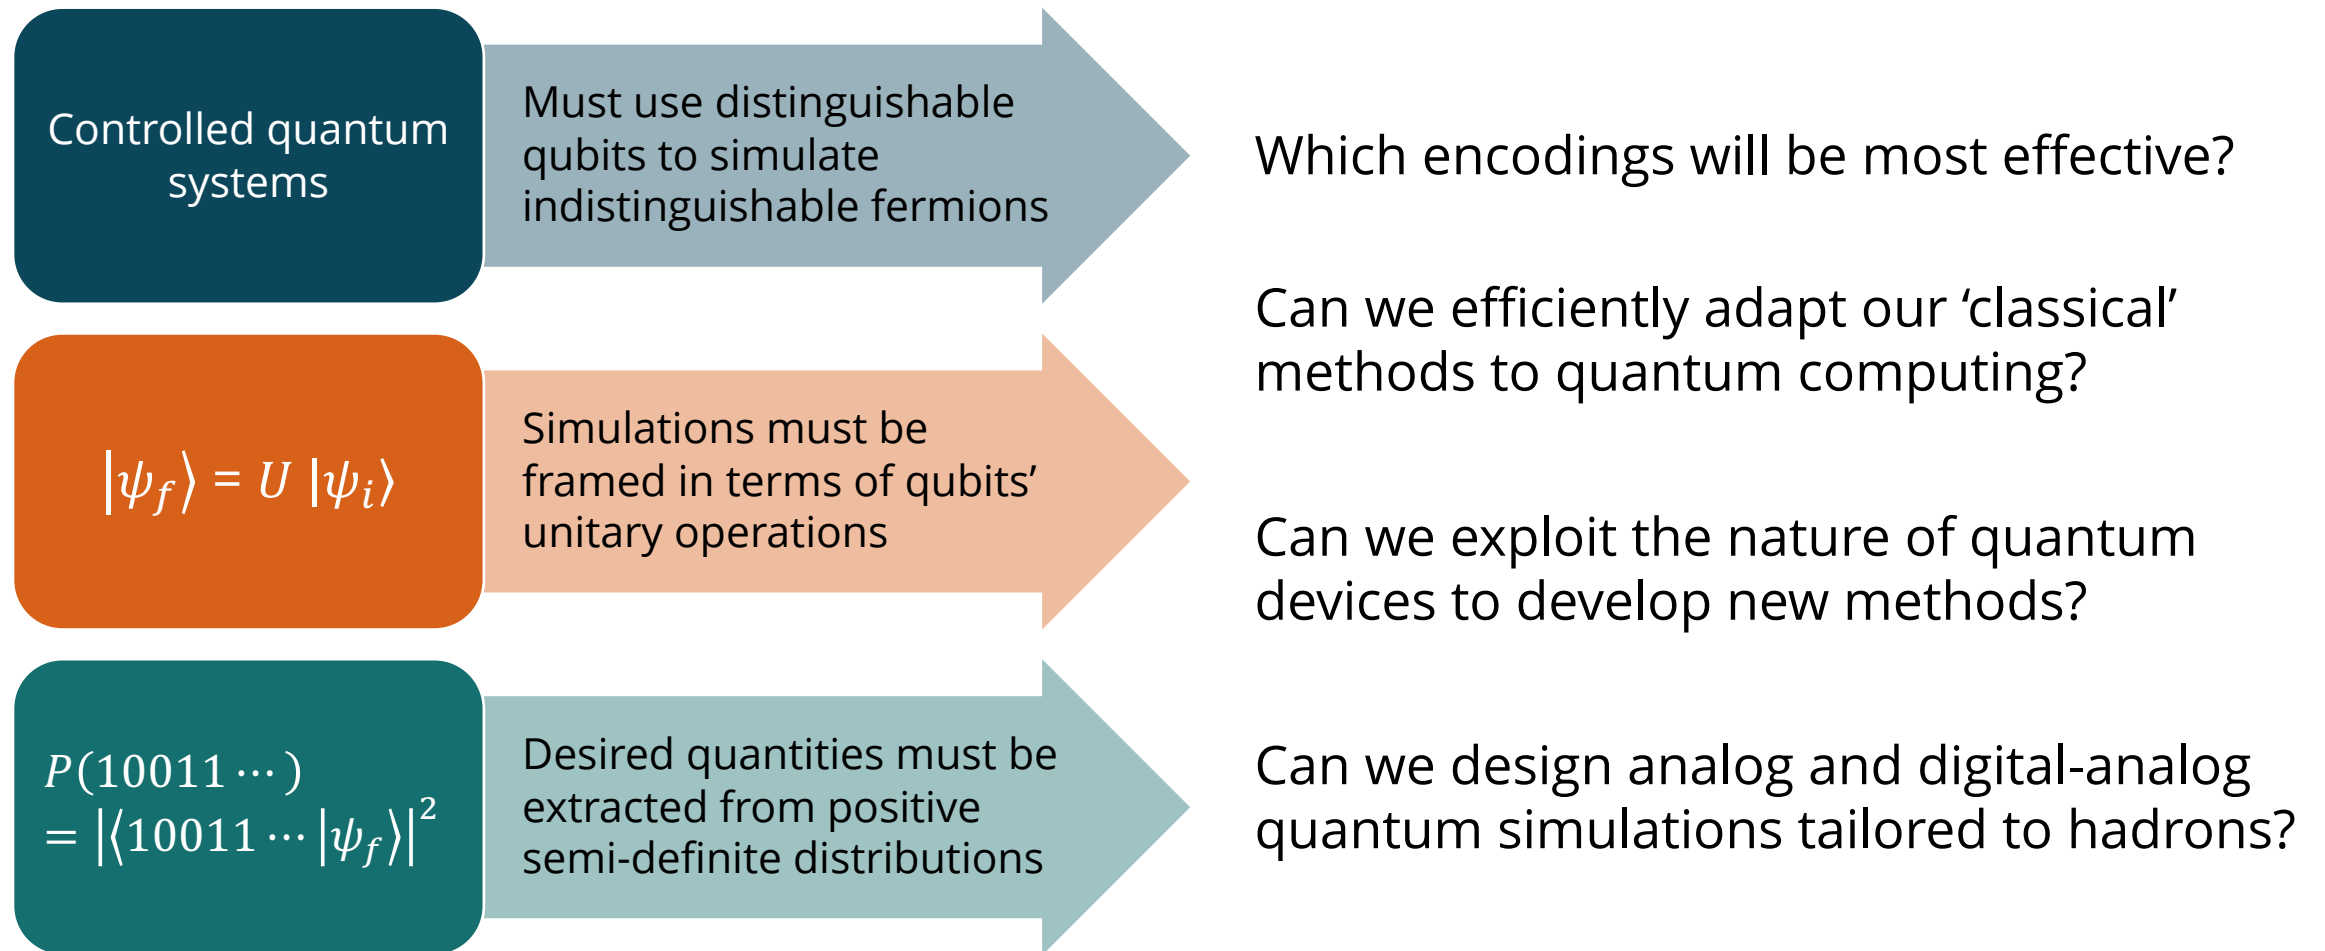 Controlled quantum
systems
Must use distinguishable
qubits to simulate
indistinguishable fermions
|ψ_f⟩ = U |ψ_i⟩
Simulations must be
framed in terms of qubits’
unitary operations
P(10011 ⋯ )
= |⟨10011 ⋯ |ψ_f⟩|²
Desired quantities must be
extracted from positive
semi-definite distributions
Which encodings will be most effective?
Can we efficiently adapt our ‘classical’
methods to quantum computing?
Can we exploit the nature of quantum
devices to develop new methods?
Can we design analog and digital-analog
quantum simulations tailored to hadrons?